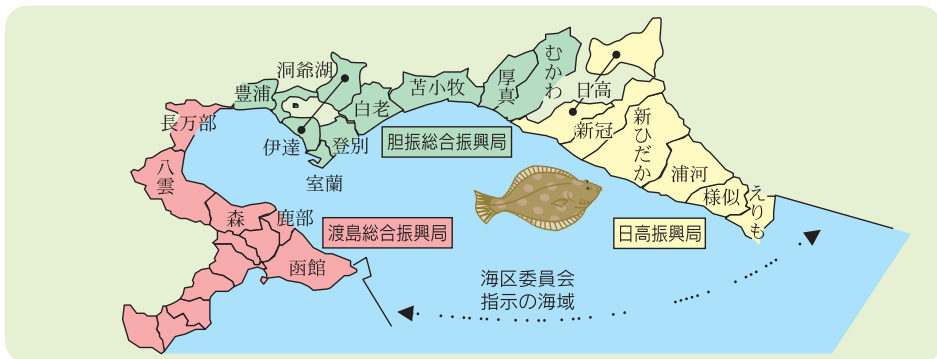 洞爺湖
豊浦
長万部
八雲
森
鹿部
函館
伊達
室蘭
登別
白老
苫小牧
厚真
むかわ
日高
新冠
新ひだか
浦河
様似
えりも
胆振総合振興局
渡島総合振興局
日高振興局
海区委員会
指示の海域